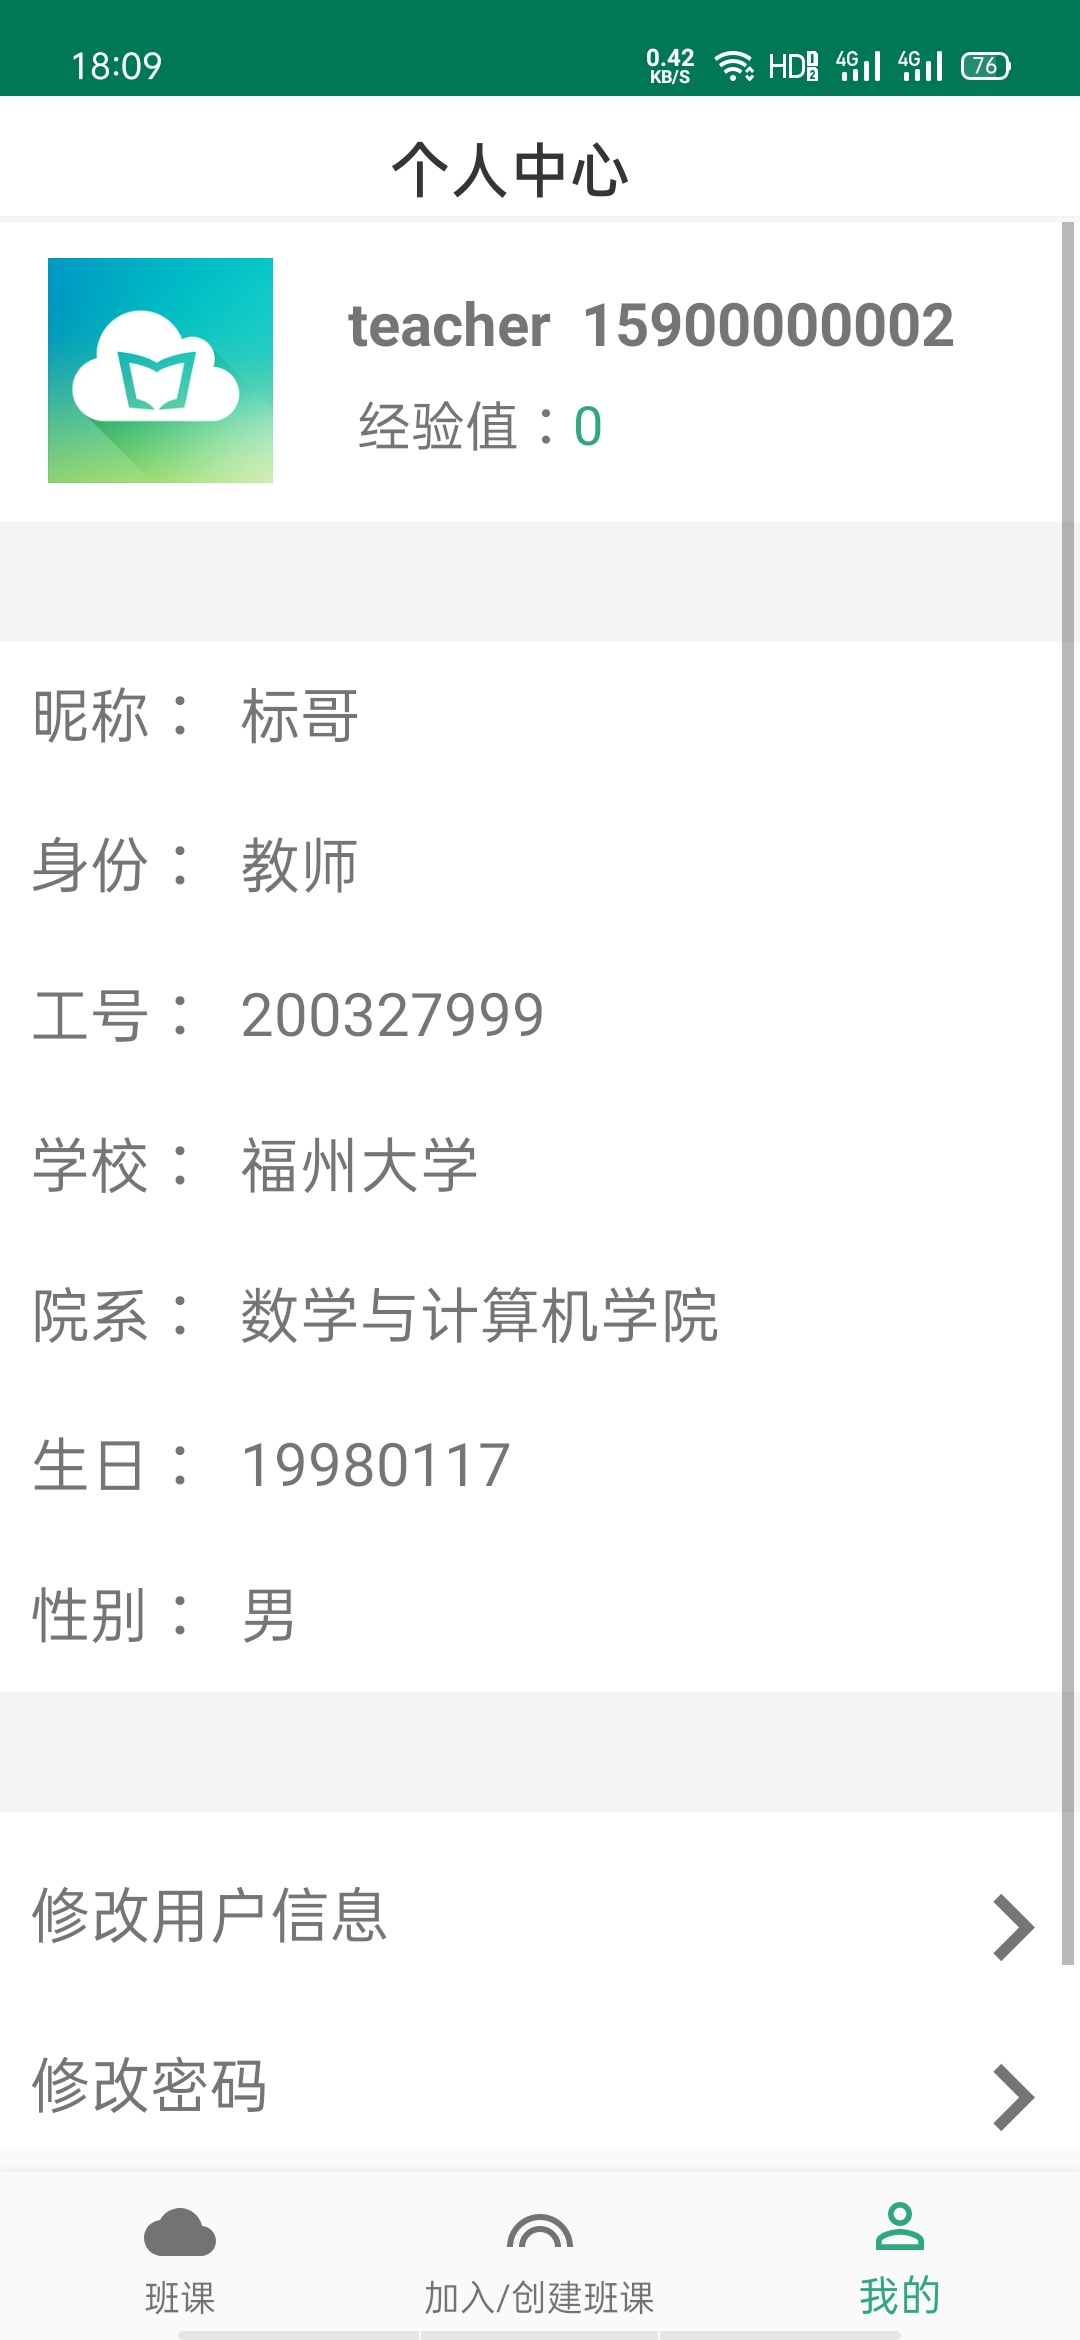 18:09 0.42 KB/S HD 1 2 4G 4G 76
个人中心
teacher 15900000002
经验值：0
昵称： 标哥
身份： 教师
工号： 200327999
学校： 福州大学
院系： 数学与计算机学院
生日： 19980117
性别： 男
修改用户信息
修改密码
班课 加入/创建班课 我的